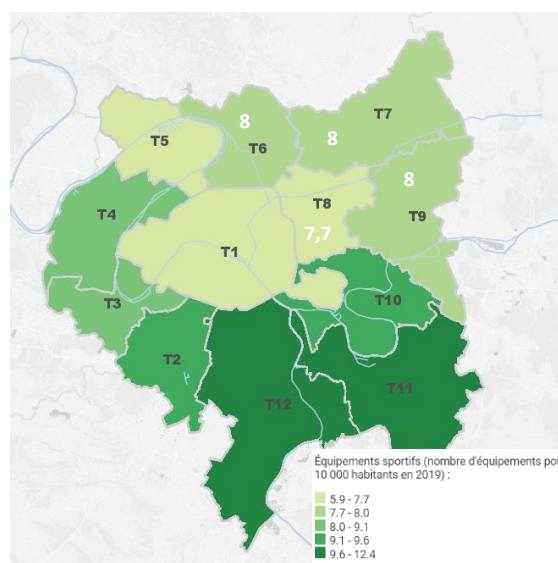 T7
8
8
T5
T6
8
T8
T4
T9
7,7
T1
T3
T10
T2
T11
T12
Équipements sportifs (nombre d'équipements pou
10 000 habitants en 2019) :
5.9 - 7.7
7.7 - 8.0
8.0 - 9.1
9.1 - 9.6
9.6 - 12.4